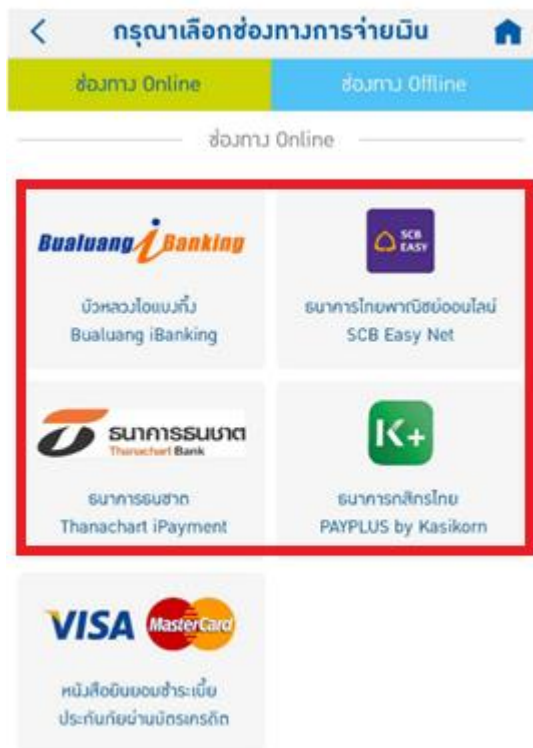 กรุณาเลือกช่องทางการจ่ายเงิน
ช่องทาง Online
ช่องทาง Offline
ช่องทาง Online
Bualuang iBanking
บัวหลวงไอแบงก์กิ้ง
Bualuang iBanking
SCB
EASY
ธนาคารไทยพาณิชย์ออนไลน์
SCB Easy Net
ธนาคารธนชาต
Thanachart Bank
ธนาคารธนชาต
Thanachart iPayment
K+
ธนาคารกสิกรไทย
PAYPLUS by Kasikorn
VISA MasterCard
หนังสือยินยอมชำระเบี้ย
ประกันภัยผ่านบัตรเครดิต